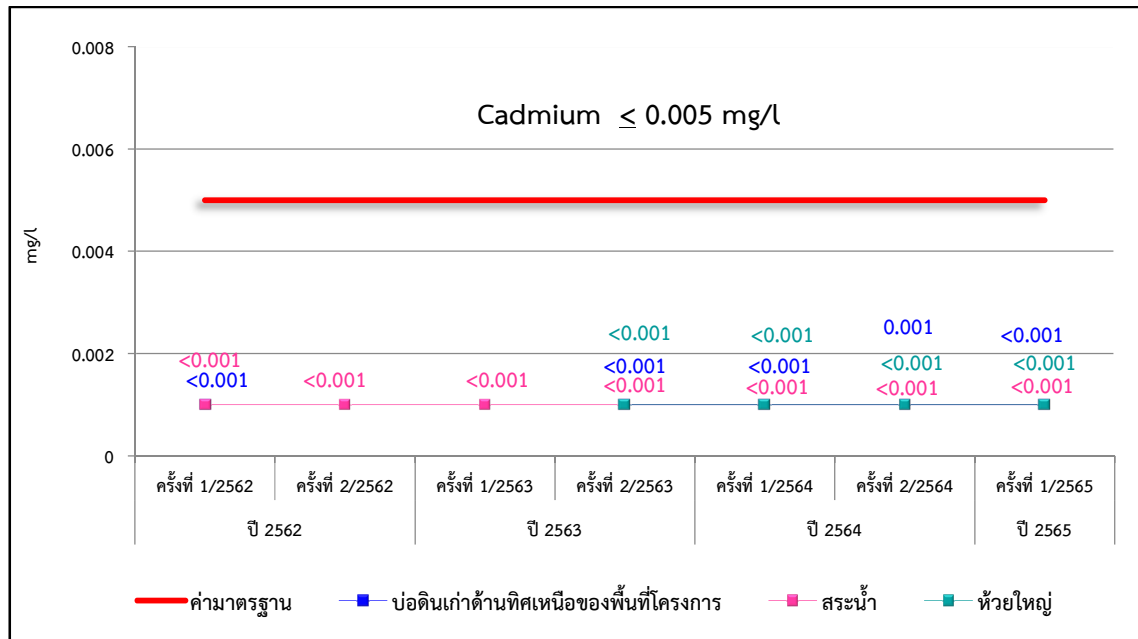 0.008
Cadmium ≤ 0.005 mg/l
0.006
mg/l
0.004
<0.001 <0.001 0.001 <0.001
0.002
<0.001 <0.001 <0.001 <0.001 <0.001
<0.001 <0.001 <0.001 <0.001 <0.001 <0.001 <0.001
0
ครั้งที่ 1/2562 ครั้งที่ 2/2562 ครั้งที่ 1/2563 ครั้งที่ 2/2563 ครั้งที่ 1/2564 ครั้งที่ 2/2564 ครั้งที่ 1/2565
ปี 2562 ปี 2563 ปี 2564 ปี 2565
ค่ามาตรฐาน บ่อดินเก่าด้านทิศเหนือของพื้นที่โครงการ สระน้ำ ห้วยใหญ่